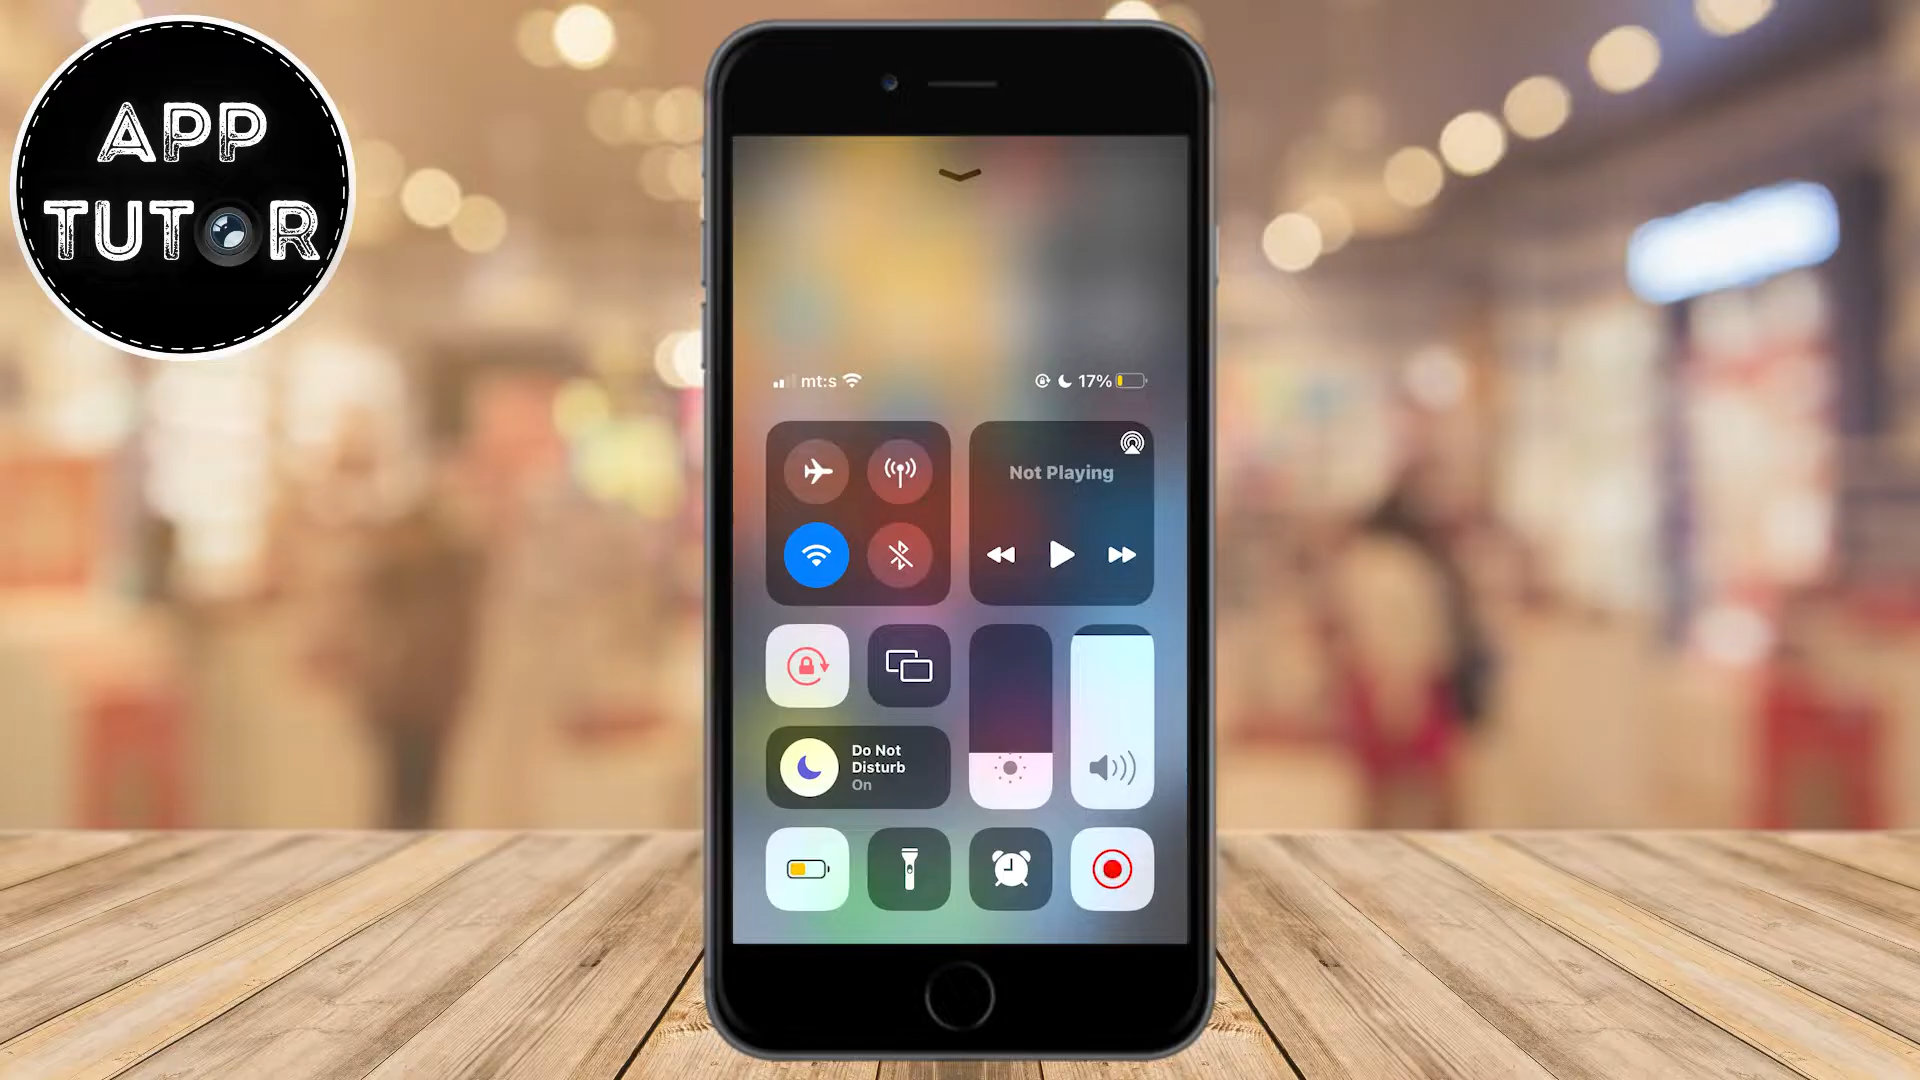 APP
TUTOR
mt:s
17%
Not Playing
Do Not
Disturb
On